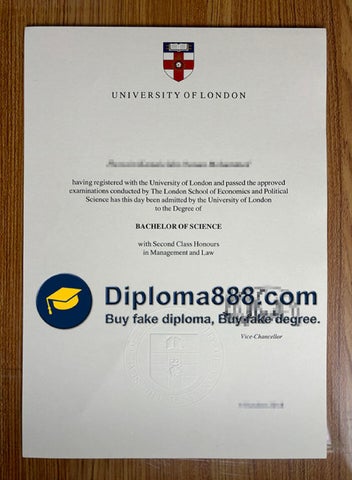 UNIVERSITY OF LONDON
having registered with the University of London and passed the approved
examinations conducted by The London School of Economics and Political
Science has this day been admitted by the University of London
to the Degree of
BACHELOR OF SCIENCE
with Second Class Honours
in Management and Law
Diploma888.com
Buy fake diploma, Buy fake degree.
Vice-Chancellor